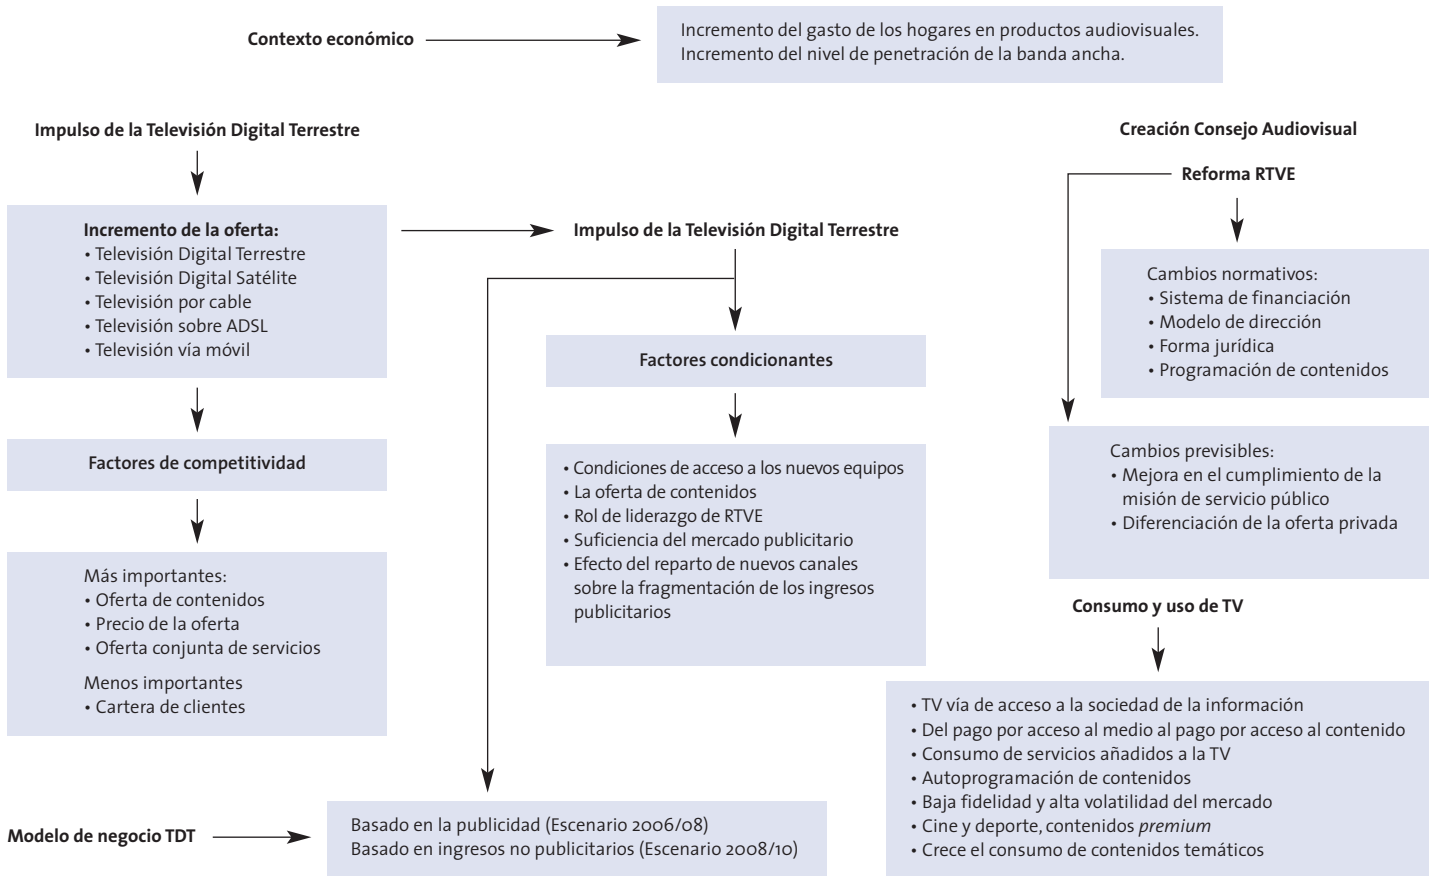 Contexto económico
Incremento del gasto de los hogares en productos audiovisuales.
Incremento del nivel de penetración de la banda ancha.
Impulso de la Televisión Digital Terrestre
Incremento de la oferta:
• Televisión Digital Terrestre
• Televisión Digital Satélite
• Televisión por cable
• Televisión sobre ADSL
• Televisión vía móvil
Factores de competitividad
Más importantes:
• Oferta de contenidos
• Precio de la oferta
• Oferta conjunta de servicios
Menos importantes
• Cartera de clientes
Impulso de la Televisión Digital Terrestre
Factores condicionantes
• Condiciones de acceso a los nuevos equipos
• La oferta de contenidos
• Rol de liderazgo de RTVE
• Suficiencia del mercado publicitario
• Efecto del reparto de nuevos canales
sobre la fragmentación de los ingresos
publicitarios
Creación Consejo Audiovisual
Reforma RTVE
Cambios normativos:
• Sistema de financiación
• Modelo de dirección
• Forma jurídica
• Programación de contenidos
Cambios previsibles:
• Mejora en el cumplimiento de la
misión de servicio público
• Diferenciación de la oferta privada
Consumo y uso de TV
• TV vía de acceso a la sociedad de la información
• Del pago por acceso al medio al pago por acceso al contenido
• Consumo de servicios añadidos a la TV
• Autoprogramación de contenidos
• Baja fidelidad y alta volatilidad del mercado
• Cine y deporte, contenidos premium
• Crece el consumo de contenidos temáticos
Modelo de negocio TDT
Basado en la publicidad (Escenario 2006/08)
Basado en ingresos no publicitarios (Escenario 2008/10)